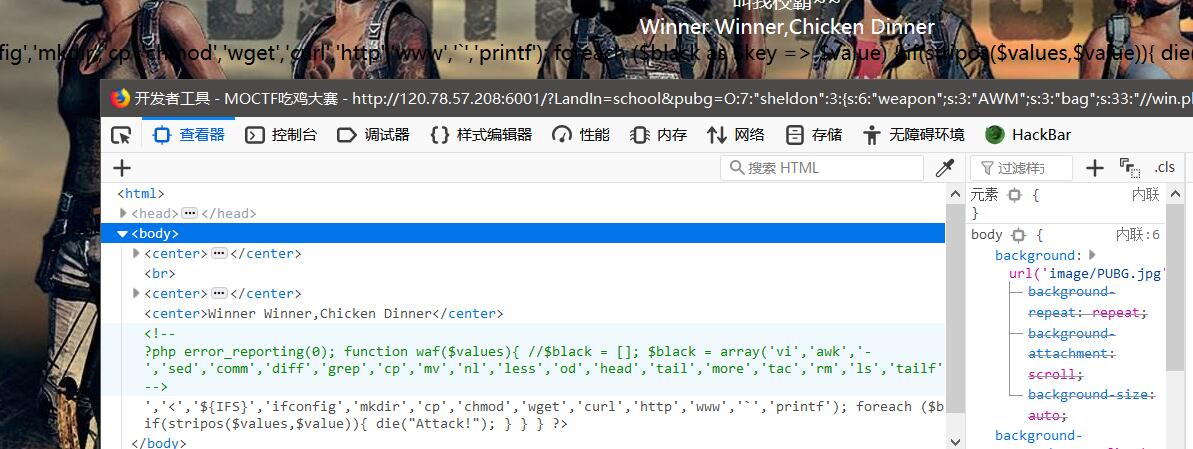 叫我校霸~~
Winner Winner,Chicken Dinner
fig','mkdir','cp','chmod','wget','curl','http','www','`','printf'); foreach ($black as $key => $value) { if(stripos($values,$value)){ die(
开发者工具 - MOCTF吃鸡大赛 - http://120.78.57.208:6001/?LandIn=school&pubg=O:7:"sheldon":3:{s:6:"weapon";s:3:"AWM";s:3:"bag";s:33:"//win.ph
查看器 控制台 调试器 样式编辑器 性能 内存 网络 存储 无障碍环境 HackBar
搜索 HTML 过滤样式 .cls
<html>
<head> </head>
<body>
<center> </center>
<br>
<center> </center>
<center>Winner Winner,Chicken Dinner</center>
<!--
?php error_reporting(0); function waf($values){ //$black = []; $black = array('vi','awk','-
','sed','comm','diff','grep','cp','mv','nl','less','od','head','tail','more','tac','rm','ls','tailf'
-->
','<','${IFS}','ifconfig','mkdir','cp','chmod','wget','curl','http','www','`','printf'); foreach ($b
if(stripos($values,$value)){ die("Attack!"); } } } ?>
</body>
元素 { 内联
}
body { 内联:6
background:
url('image/PUBG.jpg'
background-
repeat: repeat;
background-
attachment:
scroll;
background-size:
auto;
background-